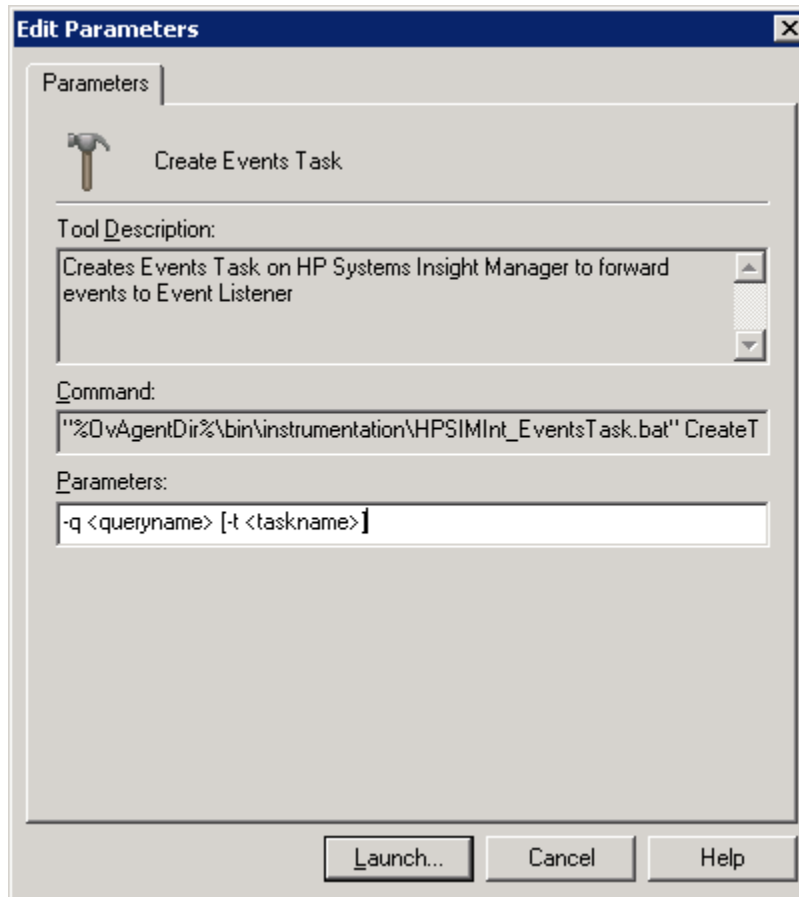 Edit Parameters
Parameters
Create Events Task
Tool Description:
Creates Events Task on HP Systems Insight Manager to forward
events to Event Listener
Command:
"%OvAgentDir%\bin\instrumentation\HPSIMInt_EventsTask.bat" CreateT
Parameters:
-q <queryname> [-t <taskname>]
Launch... Cancel Help